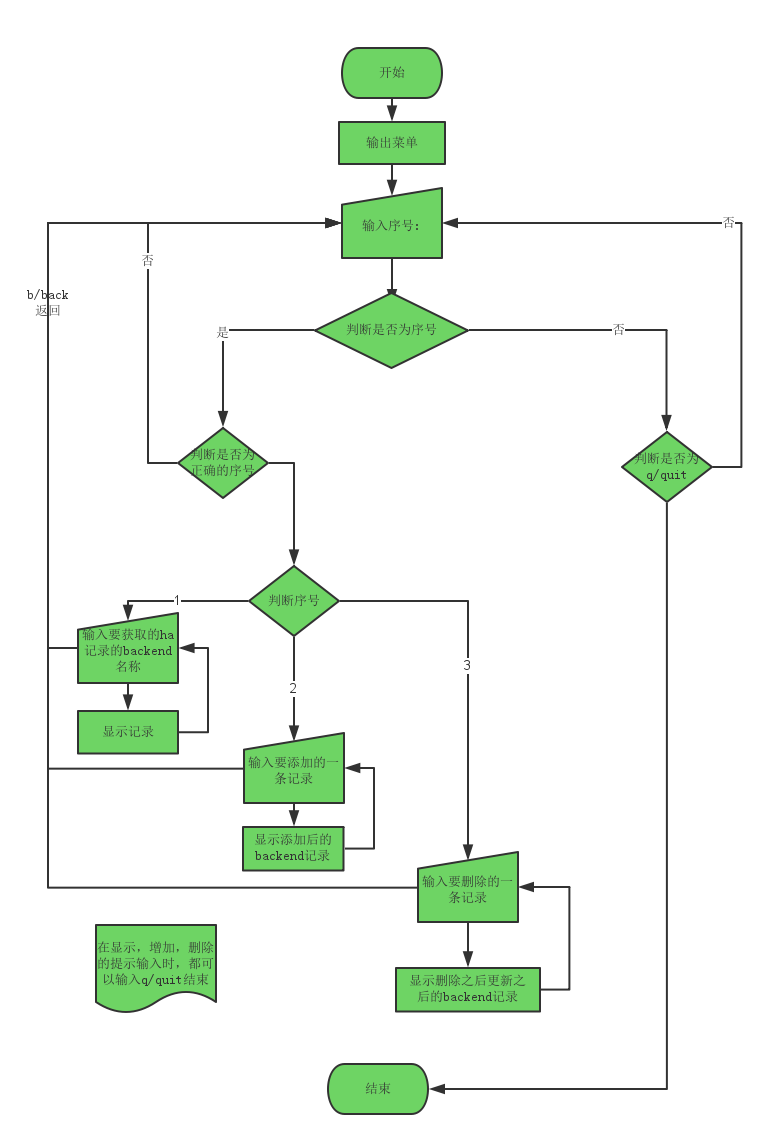 开始
输出菜单
输入序号:
否
否
b/back
返回
判断是否为序号
是
否
判断是否为
正确的序号
判断是否为
q/quit
1
判断序号
输入要获取的ha
记录的backend
名称
3
2
显示记录
输入要添加的一
条记录
显示添加后的
backend记录
输入要删除的一
条记录
在显示, 增加, 删除
的提示输入时, 都可
以输入q/quit结束
显示删除之后更新之
后的backend记录
结束